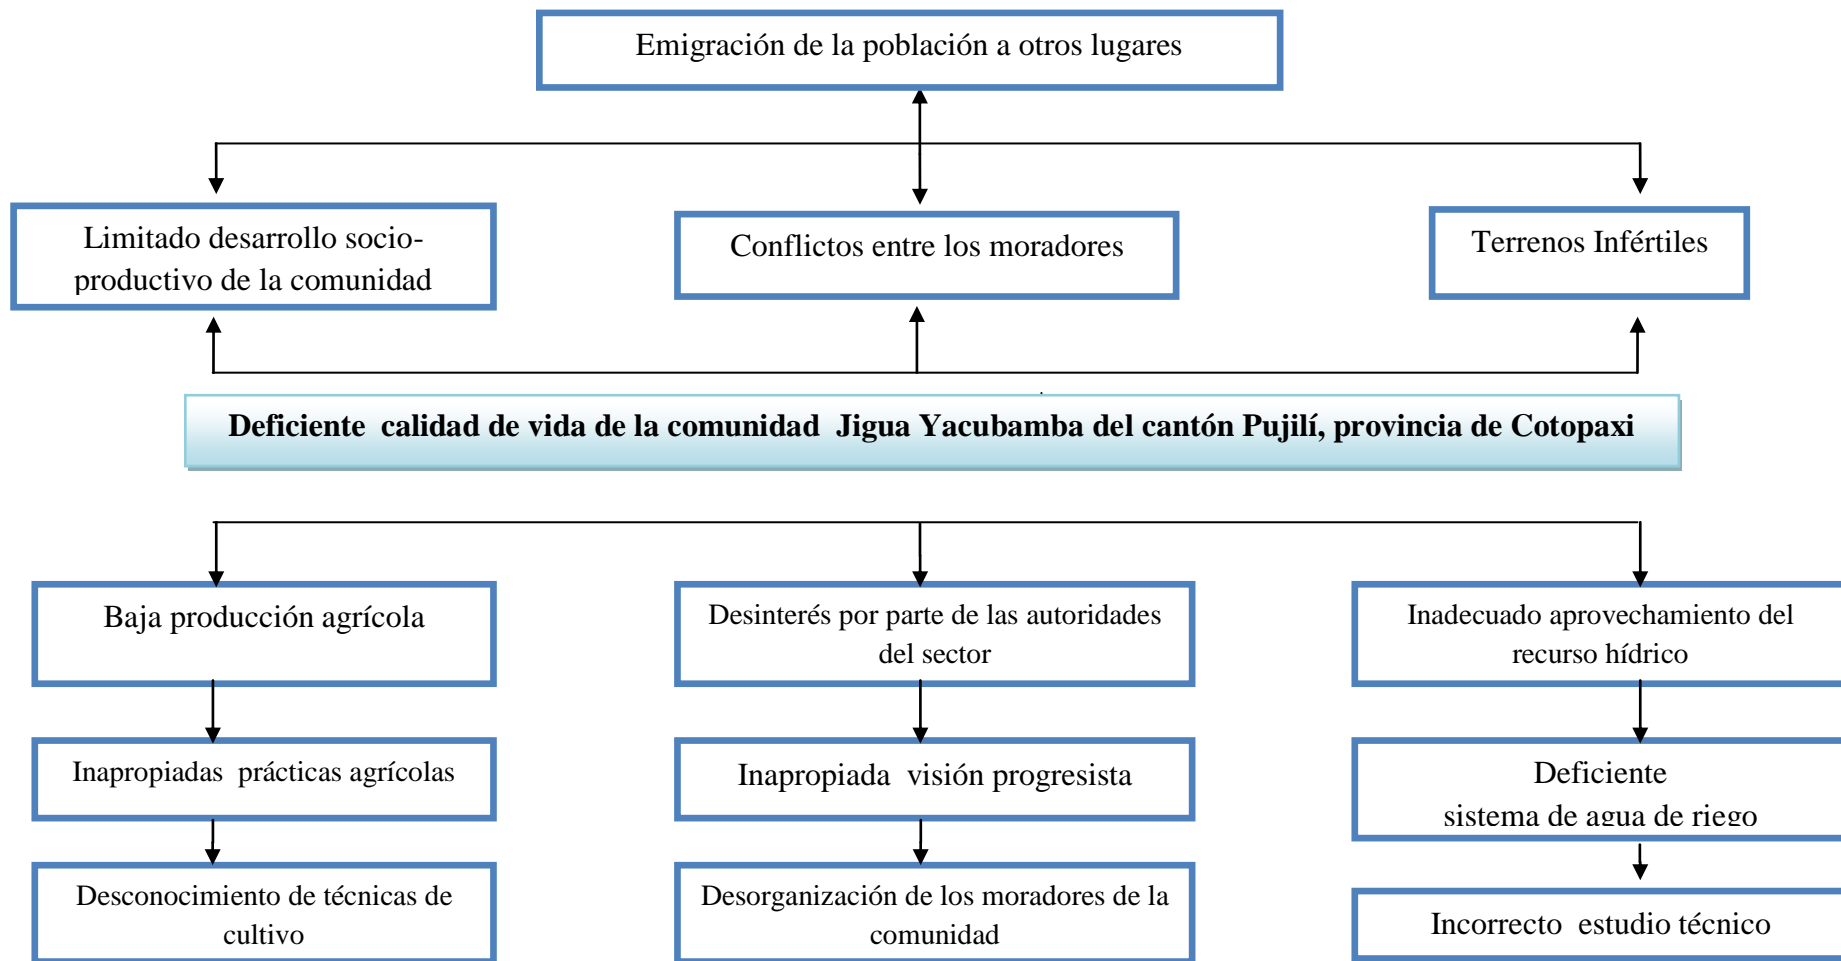 Emigración de la población a otros lugares
Limitado desarrollo socio-
productivo de la comunidad
Conflictos entre los moradores
Terrenos Infértiles
Deficiente calidad de vida de la comunidad Jigua Yacubamba del cantón Pujilí, provincia de Cotopaxi
Baja producción agrícola
Desinterés por parte de las autoridades
del sector
Inadecuado aprovechamiento del
recurso hídrico
Inapropiadas prácticas agrícolas
Inapropiada visión progresista
Deficiente
sistema de agua de riego
Desconocimiento de técnicas de
cultivo
Desorganización de los moradores de la
comunidad
Incorrecto estudio técnico